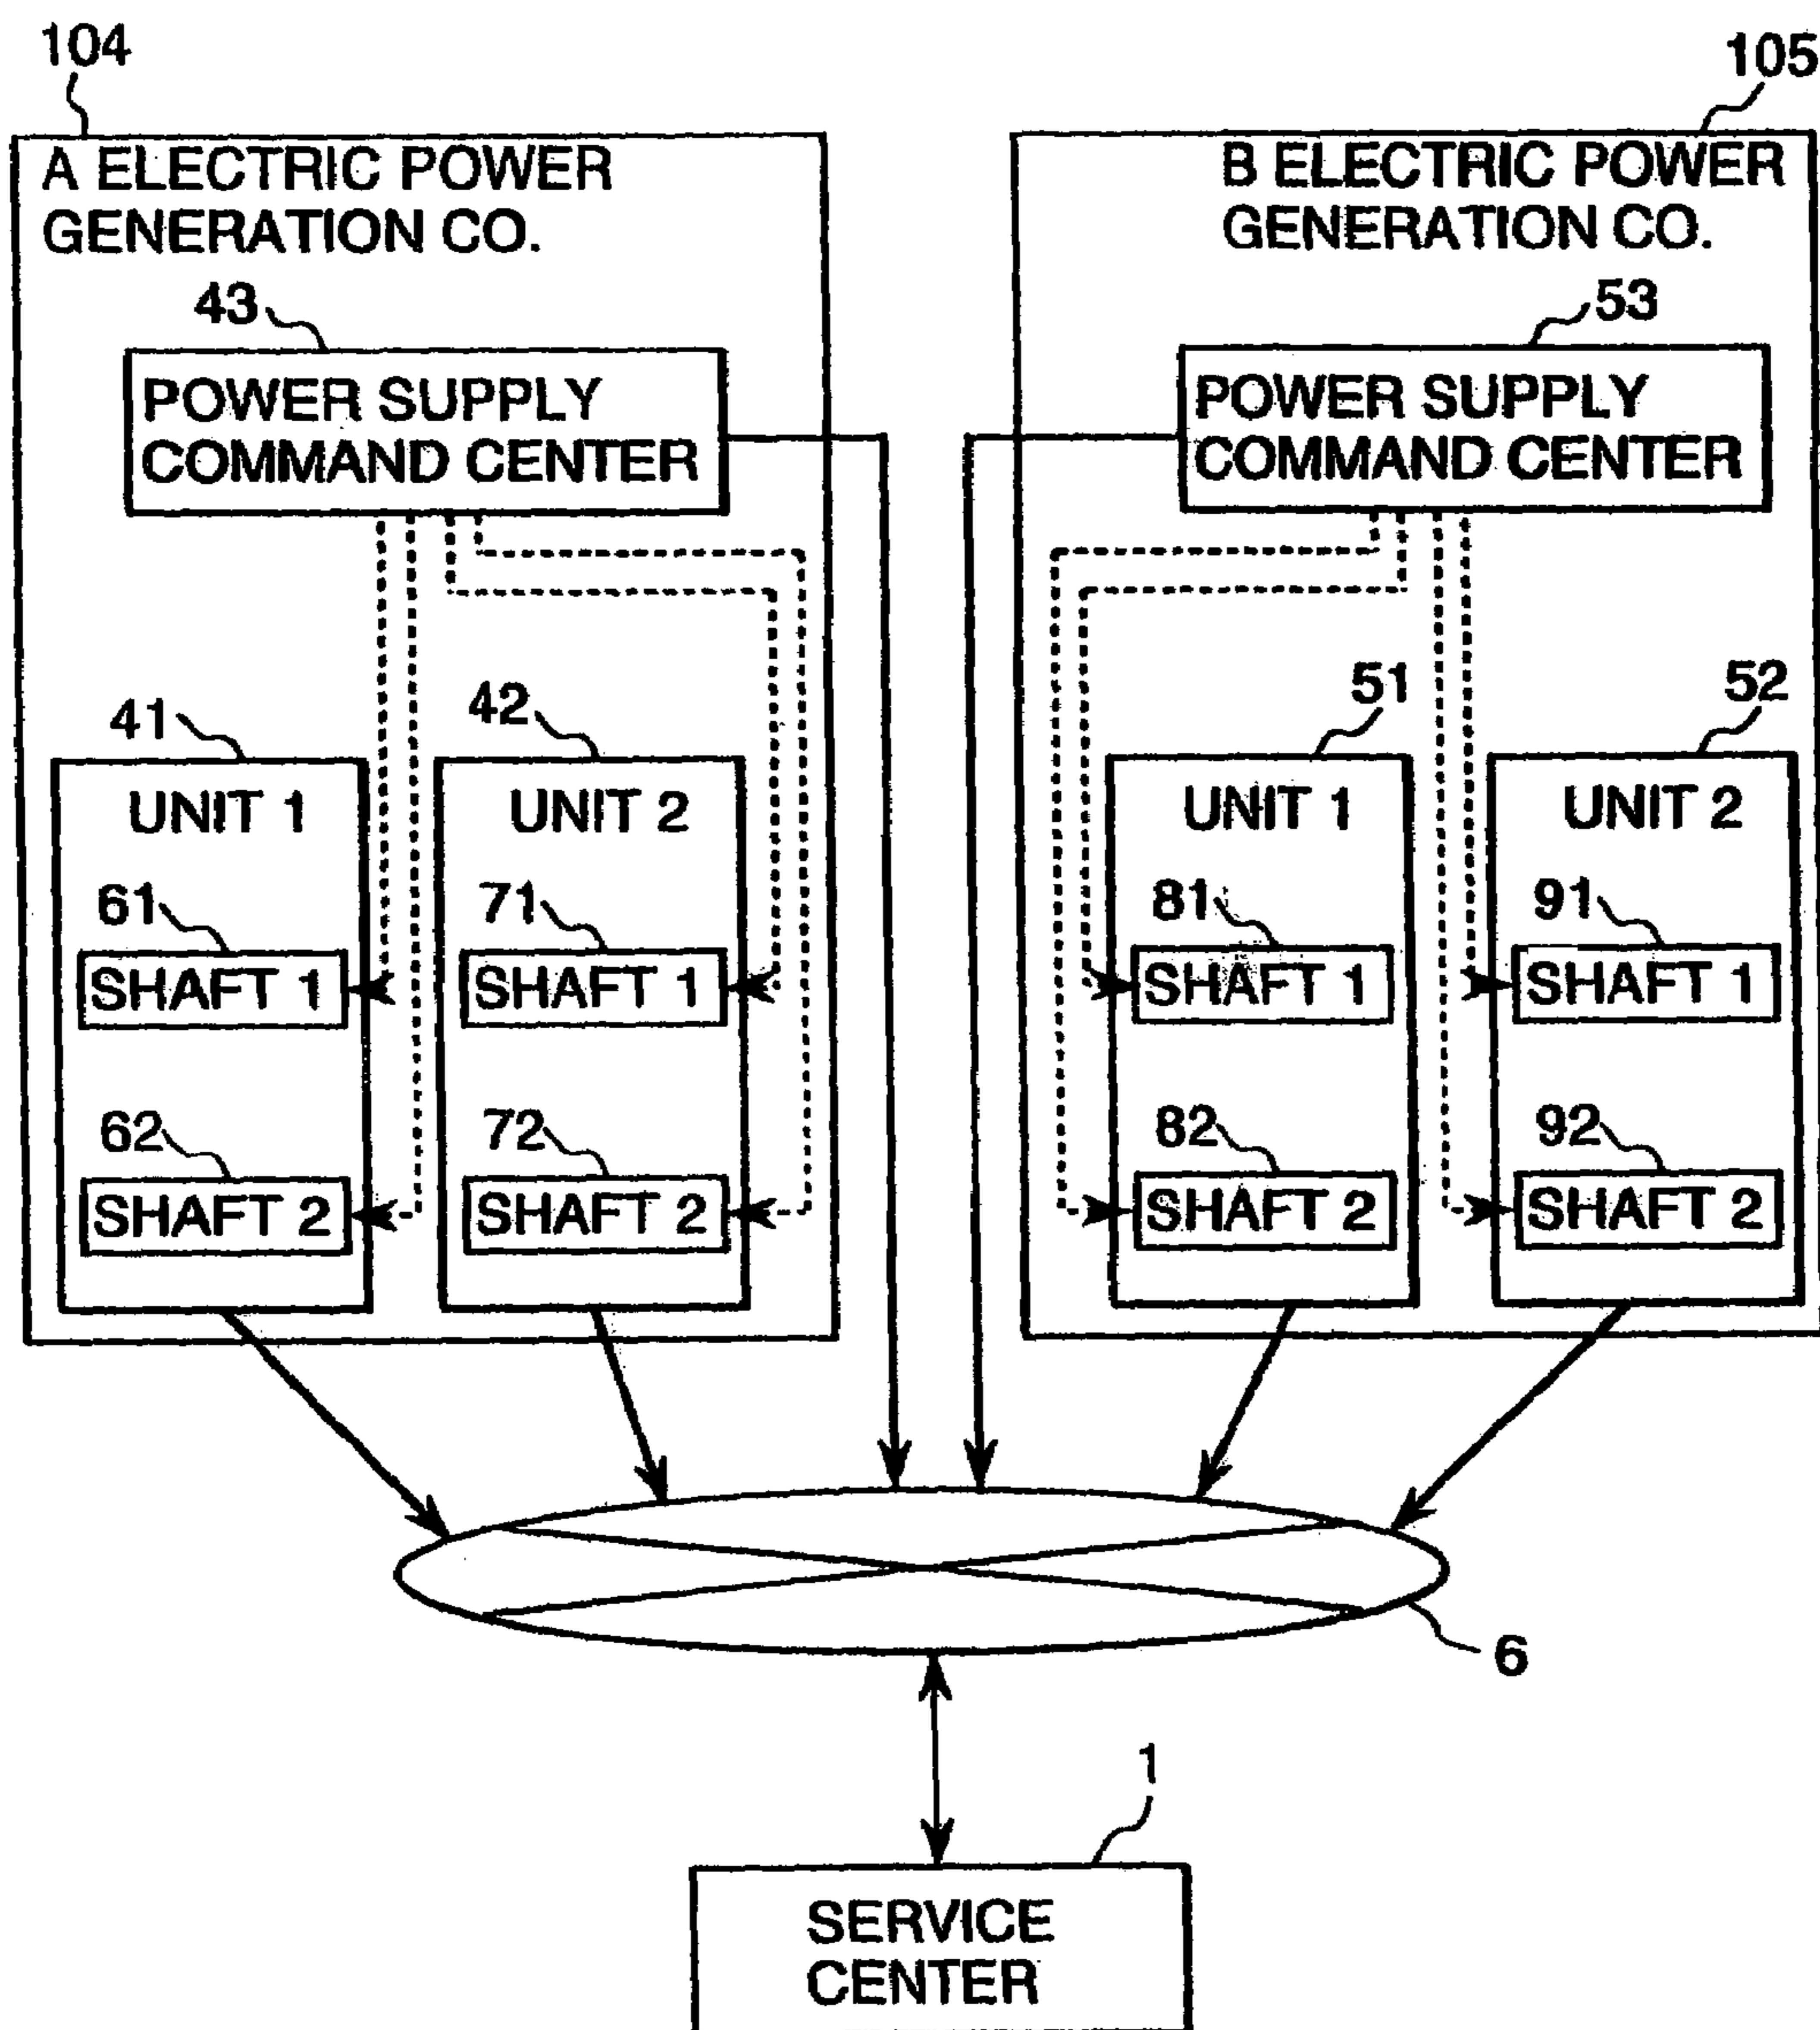 104
105
A ELECTRIC POWER
GENERATION CO.
B ELECTRIC POWER
GENERATION CO.
43
53
POWER SUPPLY
COMMAND CENTER
POWER SUPPLY
COMMAND CENTER
41
42
51
52
UNIT 1
UNIT 2
UNIT 1
UNIT 2
61
71
81
91
SHAFT 1
SHAFT 1
SHAFT 1
SHAFT 1
62
72
82
92
SHAFT 2
SHAFT 2
SHAFT 2
SHAFT 2
6
1
SERVICE
CENTER